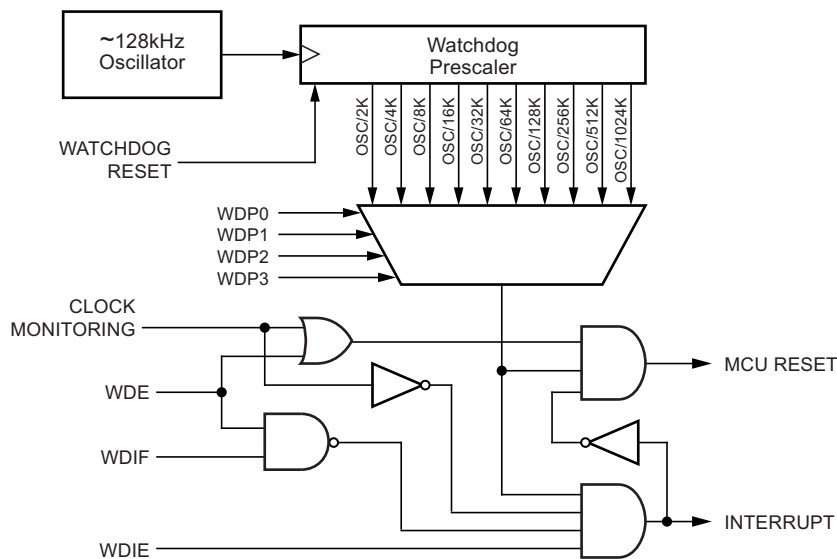 ~128kHz
Oscillator
Watchdog
Prescaler
OSC/2K
OSC/4K
OSC/8K
OSC/16K
OSC/32K
OSC/64K
OSC/128K
OSC/256K
OSC/512K
OSC/1024K
WATCHDOG
RESET
WDP0
WDP1
WDP2
WDP3
CLOCK
MONITORING
MCU RESET
WDE
WDIF
INTERRUPT
WDIE